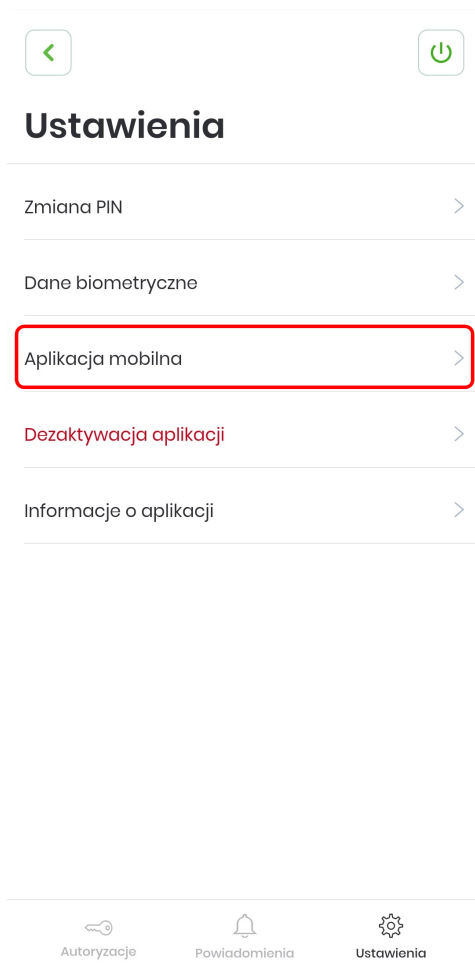 Ustawienia
Zmiana PIN
Dane biometryczne
Aplikacja mobilna
Dezaktywacja aplikacji
Informacje o aplikacji
Autoryzacje
Powiadomienia
Ustawienia